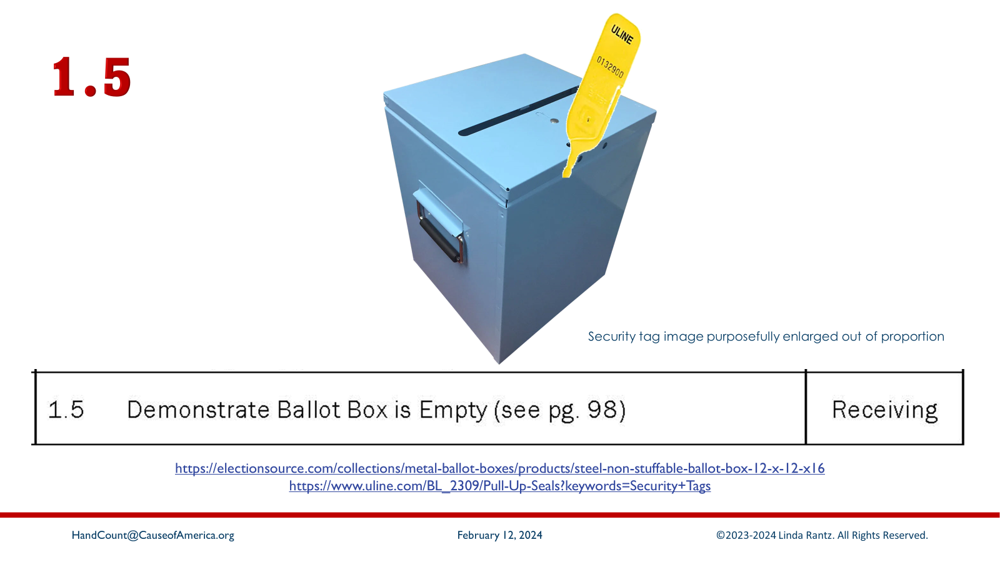 1.5
ULINE
0132900
Security tag image purposefully enlarged out of proportion
1.5 Demonstrate Ballot Box is Empty (see pg. 98) Receiving
https://electionsource.com/collections/metal-ballot-boxes/products/steel-non-stuffable-ballot-box-12-x-12-x16
https://www.uline.com/BL_2309/Pull-Up-Seals?keywords=Security+Tags
HandCount@CauseofAmerica.org February 12, 2024 ©2023-2024 Linda Rantz. All Rights Reserved.